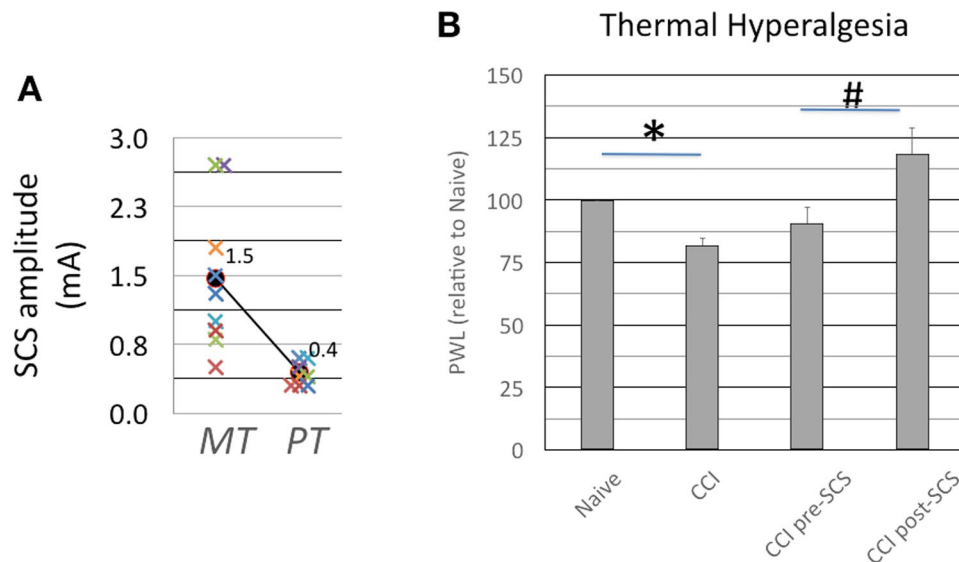 A
SCS amplitude
(mA)
3.0
2.3
1.5
0.8
0.0
1.5
0.4
MT PT
B
Thermal Hyperalgesia
PWL (relative to Naive)
150
125
100
75
50
25
0
*
#
Naive
CCI
CCI pre-SCS
CCI post-SCS